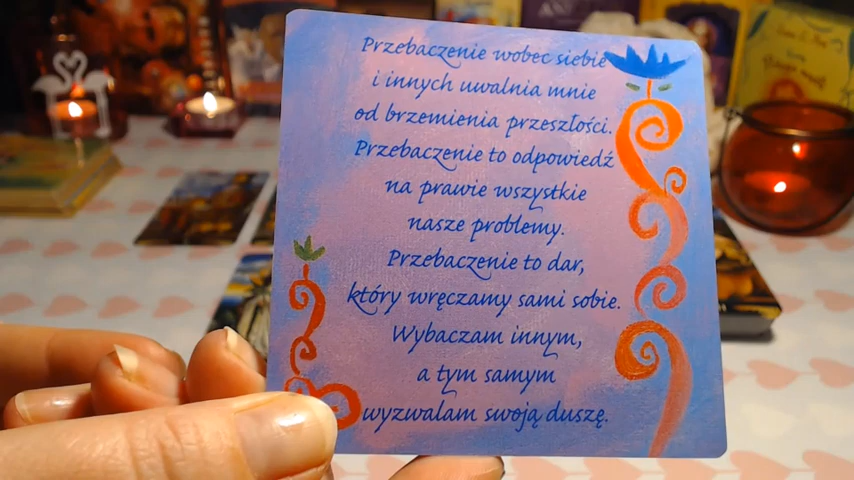 Przebaczenie wobec siebie
i innych uwalnia mnie
od brzemienia przeszłości.
Przebaczenie to odpowiedź
na prawie wszystkie
nasze problemy.
Przebaczenie to dar,
który wręczamy sami sobie.
Wybaczam innym,
a tym samym
wyzwalam swoją duszę.